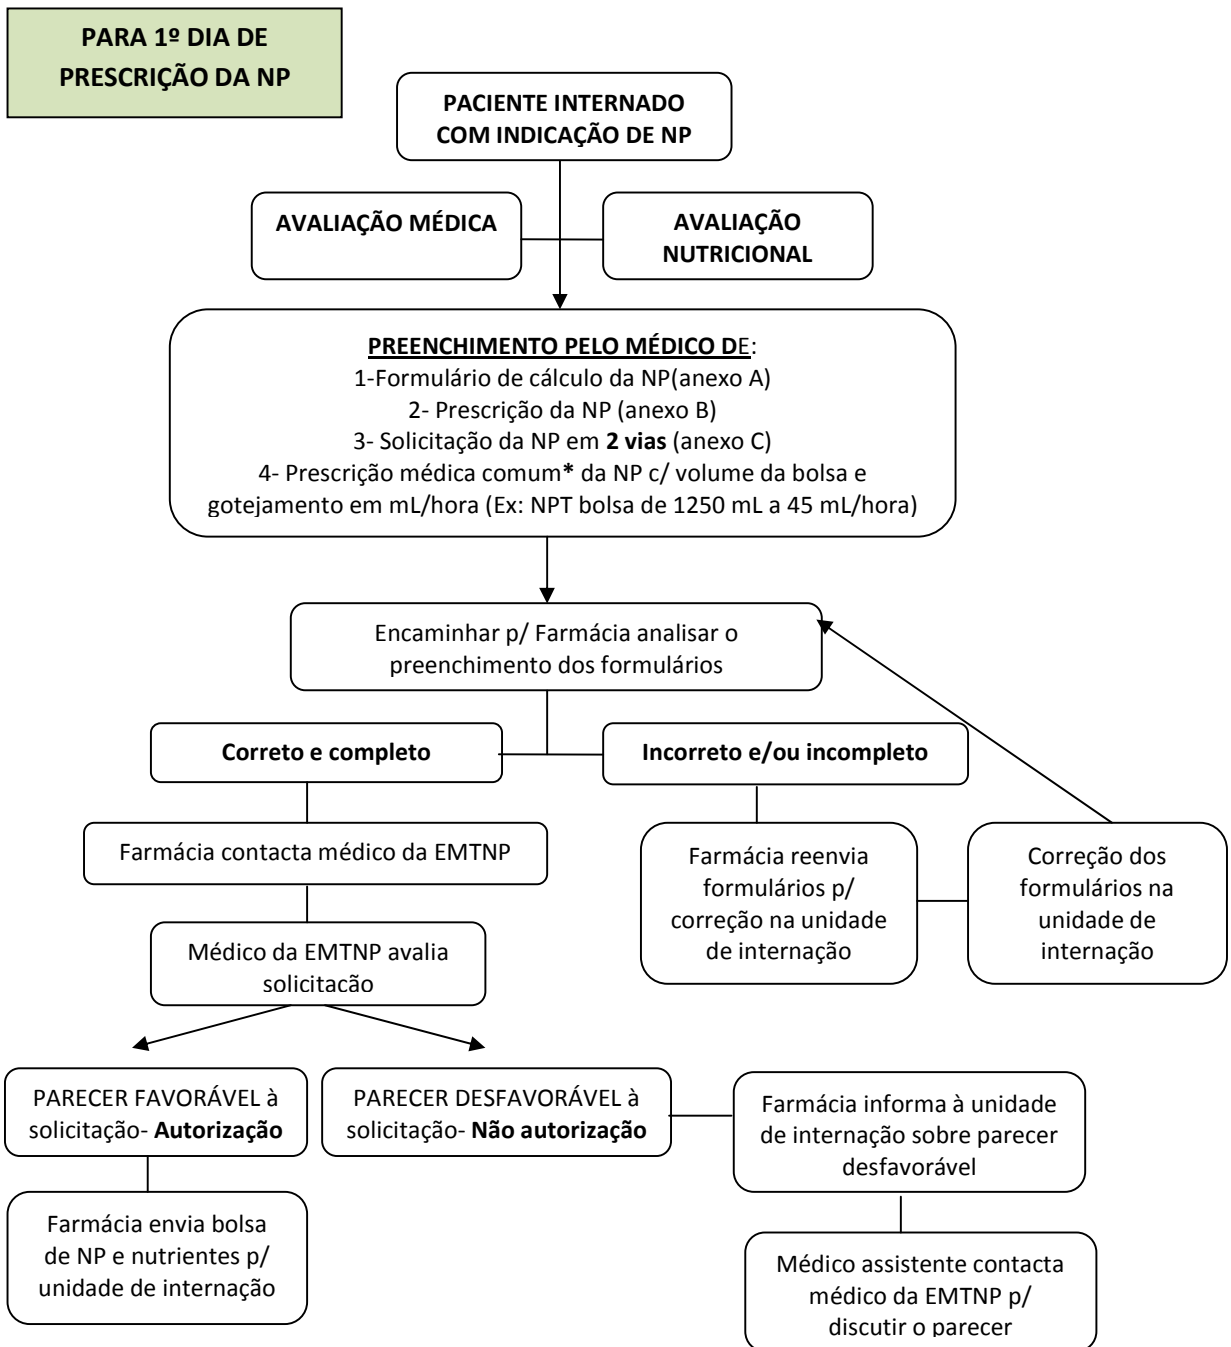 PARA 1º DIA DE
PRESCRIÇÃO DA NP
PACIENTE INTERNADO
COM INDICAÇÃO DE NP
AVALIAÇÃO MÉDICA
AVALIAÇÃO
NUTRICIONAL
PREENCHIMENTO PELO MÉDICO DE:
1-Formulário de cálculo da NP(anexo A)
2- Prescrição da NP (anexo B)
3- Solicitação da NP em 2 vias (anexo C)
4- Prescrição médica comum* da NP c/ volume da bolsa e
gotejamento em mL/hora (Ex: NPT bolsa de 1250 mL a 45 mL/hora)
Encaminhar p/ Farmácia analisar o
preenchimento dos formulários
Correto e completo
Incorreto e/ou incompleto
Farmácia contacta médico da EMTNP
Farmácia reenvia
formulários p/
correção na unidade
de internação
Correção dos
formulários na
unidade de
internação
Médico da EMTNP avalia
solicitacão
PARECER FAVORÁVEL à
solicitação- Autorização
PARECER DESFAVORÁVEL à
solicitação- Não autorização
Farmácia informa à unidade
de internação sobre parecer
desfavorável
Farmácia envia bolsa
de NP e nutrientes p/
unidade de internação
Médico assistente contacta
médico da EMTNP p/
discutir o parecer